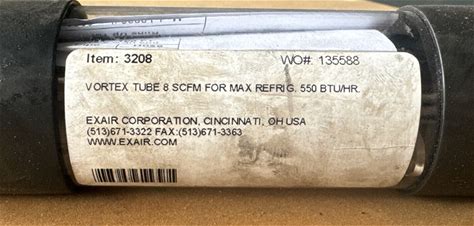 Item: 3208 WO#: 135588
VORTEX TUBE 8 SCFM FOR MAX REFRIG, 550 BTU/HR.
EXAIR CORPORATION, CINCINNATI, OH USA
(513)671-3322 FAX:(513)671-3363
WWW.EXAIR.COM